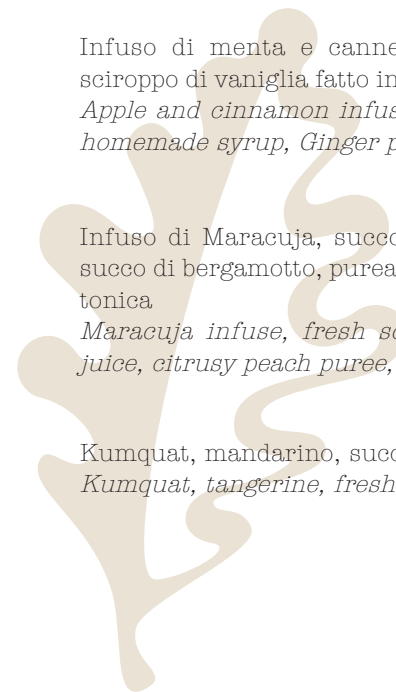 Infuso di menta e canne
sciroppo di vaniglia fatto in
Apple and cinnamon infus
homemade syrup, Ginger p
Infuso di Maracuja, succo
succo di bergamotto, purea
tonica
Maracuja infuse, fresh so
juice, citrusy peach puree,
Kumquat, mandarino, succ
Kumquat, tangerine, fresh